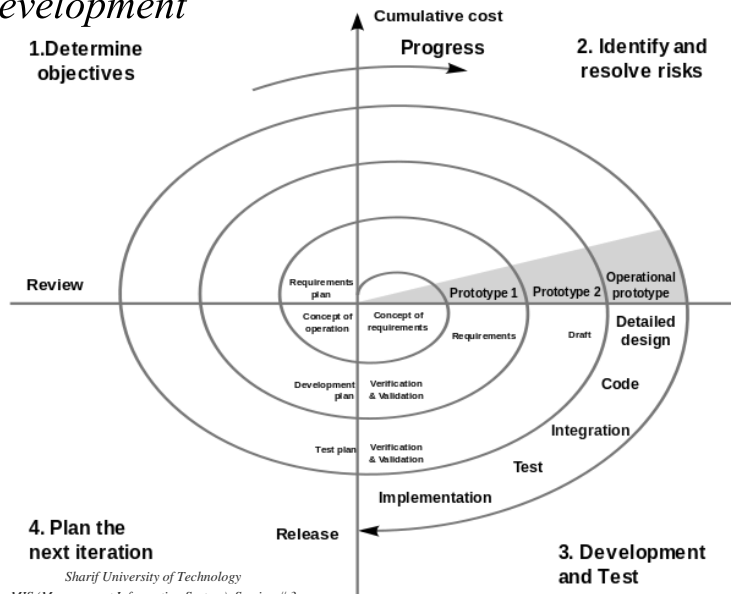 Cumulative cost
Progress
1.Determine
objectives
2. Identify and
resolve risks
Review
Requirements
plan
Prototype 1
Prototype 2
Operational
prototype
Concept of
operation
Concept of
requirements
Requirements
Draft
Detailed
design
Development
plan
Verification
& Validation
Code
Integration
Test plan
Verification
& Validation
Test
Implementation
Release
4. Plan the
next iteration
3. Development
and Test
Sharif University of Technology